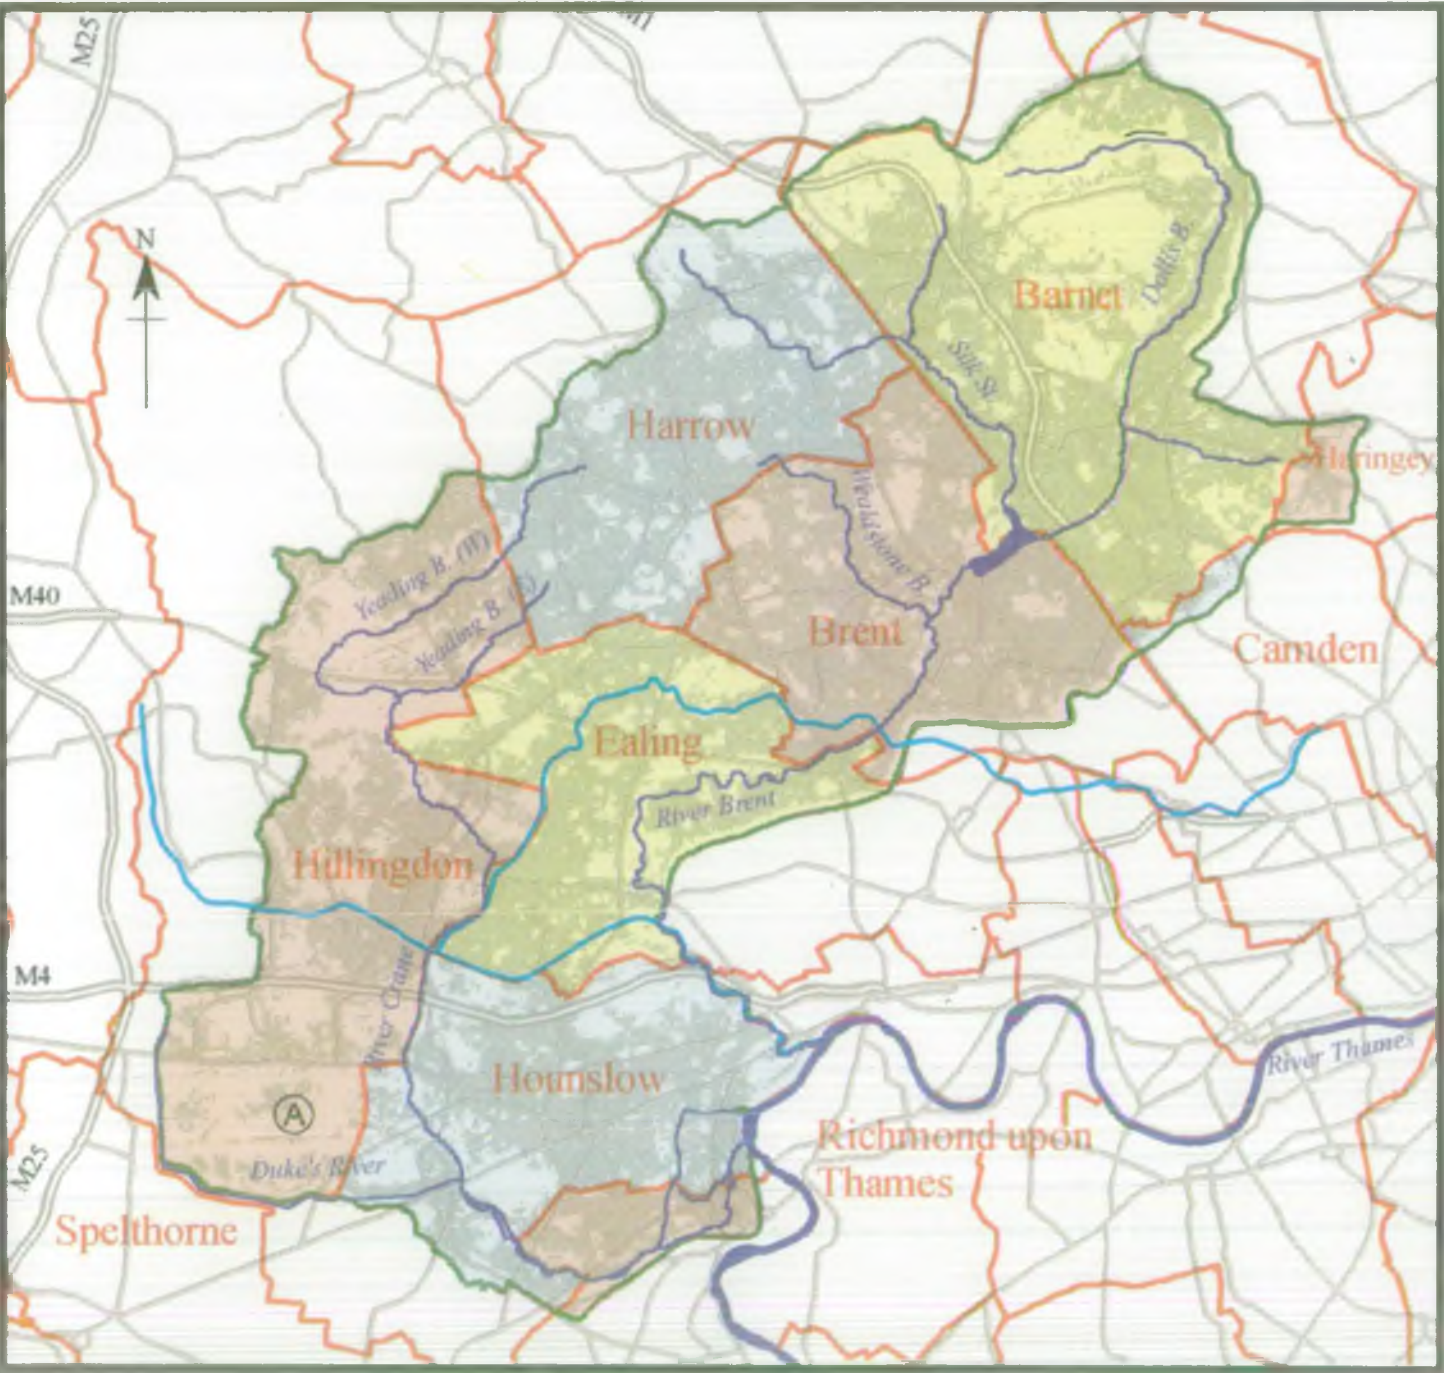 M25
M1
N
Barnet
Dollis B.
Silk St.
Harrow
Haringey
Wealdstone B.
Yeading B. (W)
M40
Yeading B.
Brent
Camden
Ealing
River Brent
Hillingdon
M4
River Crane
River Thames
Hounslow
A
Richmond upon
Thames
Duke's River
M25
Spelthorne